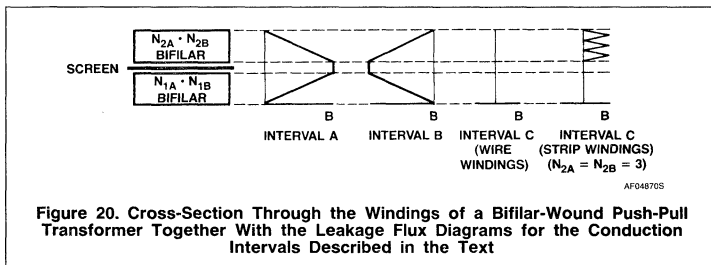 N2A · N2B
BIFILAR
SCREEN
N1A · N1B
BIFILAR
B
B
B
B
INTERVAL A
INTERVAL B
INTERVAL C
(WIRE
WINDINGS)
INTERVAL C
(STRIP WINDINGS)
(N2A = N2B = 3)
AF04870S
Figure 20. Cross-Section Through the Windings of a Bifilar-Wound Push-Pull
Transformer Together With the Leakage Flux Diagrams for the Conduction
Intervals Described in the Text